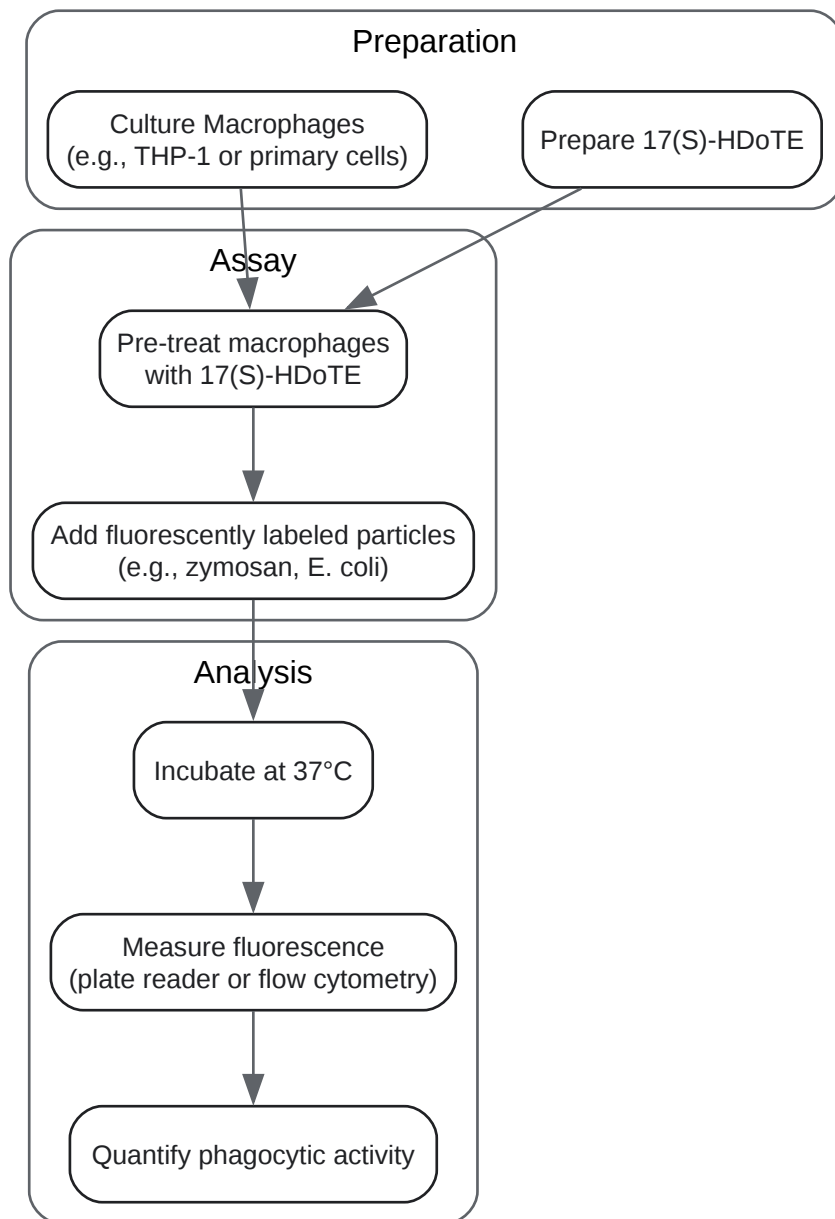 Preparation
Culture Macrophages
(e.g., THP-1 or primary cells)
Prepare 17(S)-HDoTE
Assay
Pre-treat macrophages
with 17(S)-HDoTE
Add fluorescently labeled particles
(e.g., zymosan, E. coli)
Analysis
Incubate at 37°C
Measure fluorescence
(plate reader or flow cytometry)
Quantify phagocytic activity